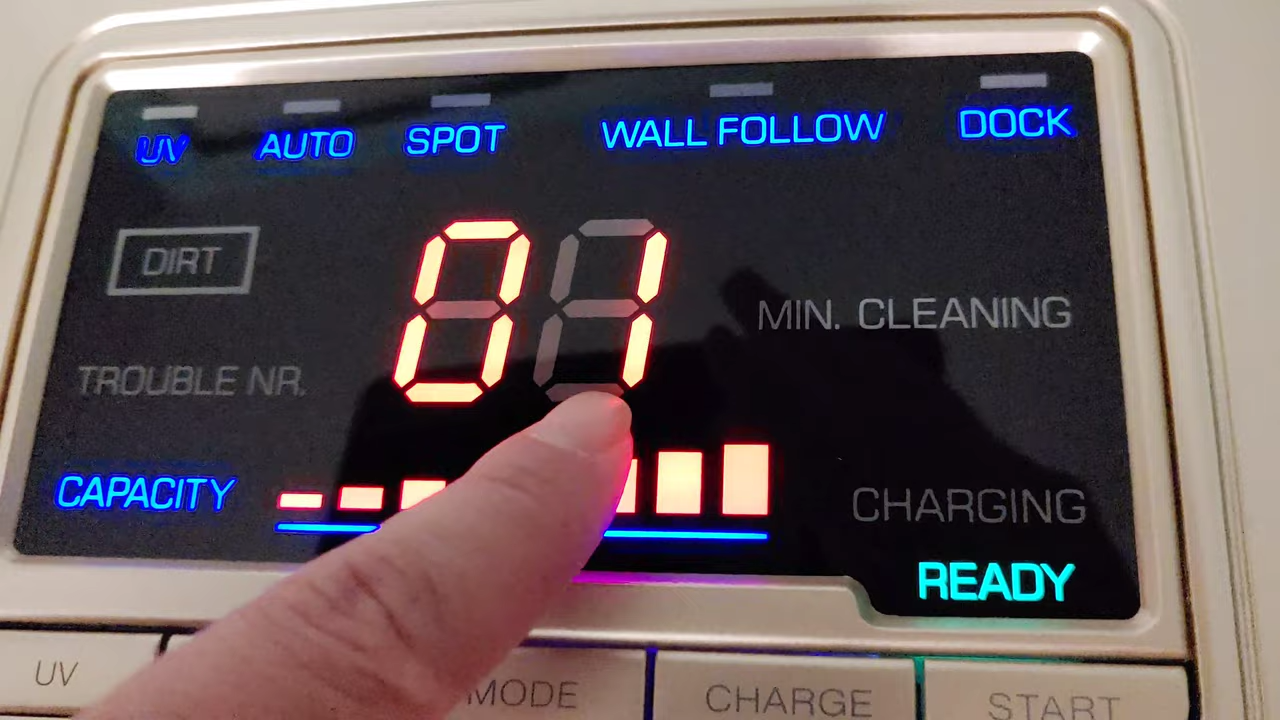 UV AUTO SPOT WALL FOLLOW DOCK
DIRT
01
MIN. CLEANING
TROUBLE NR.
CAPACITY
CHARGING
READY
UV
MODE
CHARGE
START